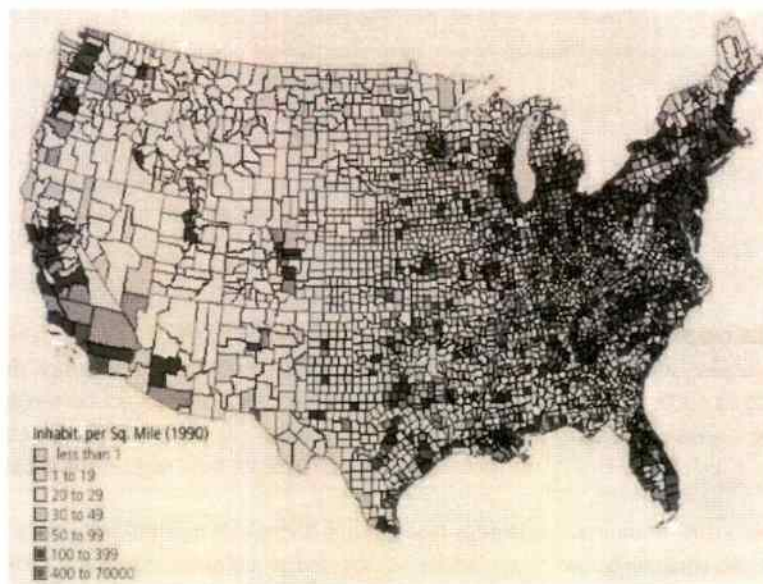 Inhabit. per Sq. Mile (1990)
less than 1
1 to 19
20 to 29
30 to 49
50 to 99
100 to 399
400 to 70000